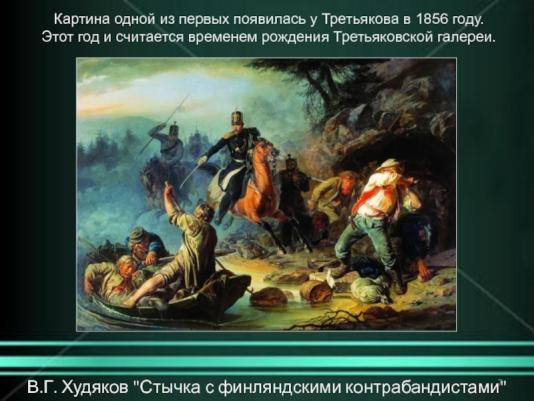 Картина одной из первых появилась у Третьякова в 1856 году.
Этот год и считается временем рождения Третьяковской галереи.
В.Г. Худяков "Стычка с финляндскими контрабандистами"